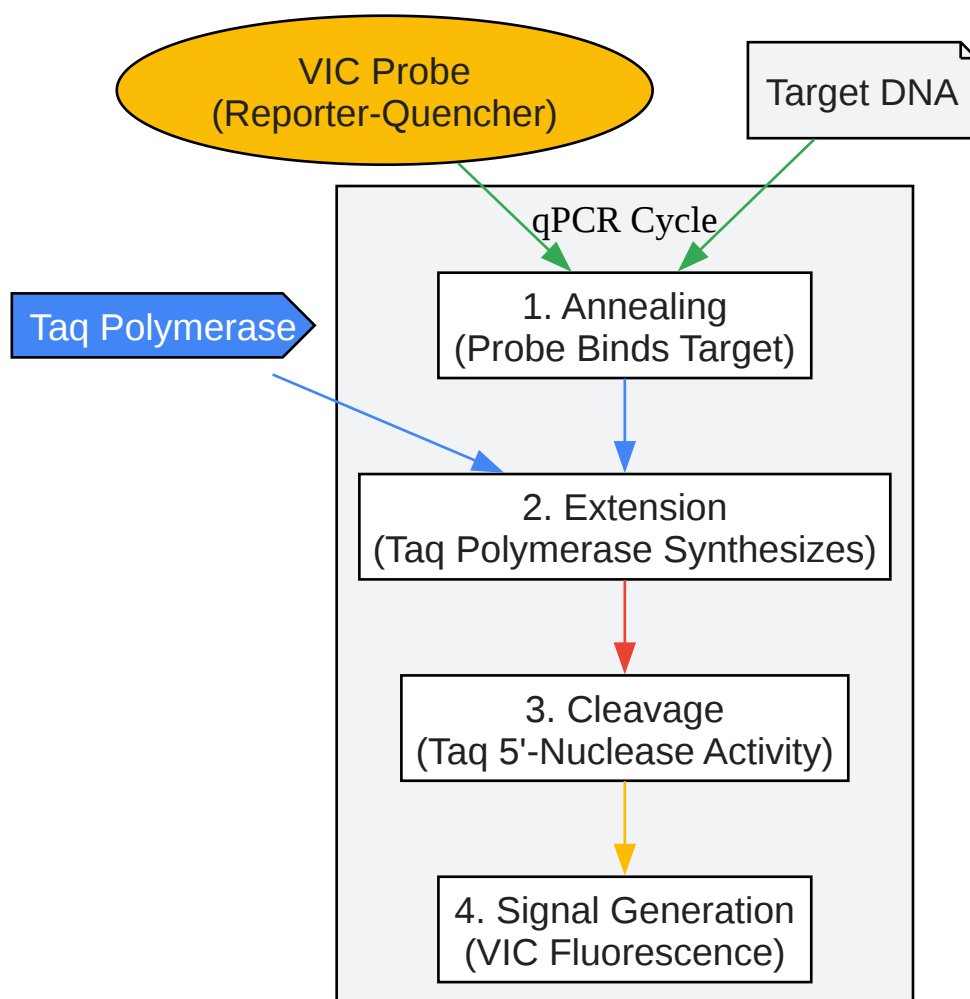 VIC Probe
(Reporter-Quencher)
Target DNA
qPCR Cycle
1. Annealing
(Probe Binds Target)
Taq Polymerase
2. Extension
(Taq Polymerase Synthesizes)
3. Cleavage
(Taq 5'-Nuclease Activity)
4. Signal Generation
(VIC Fluorescence)